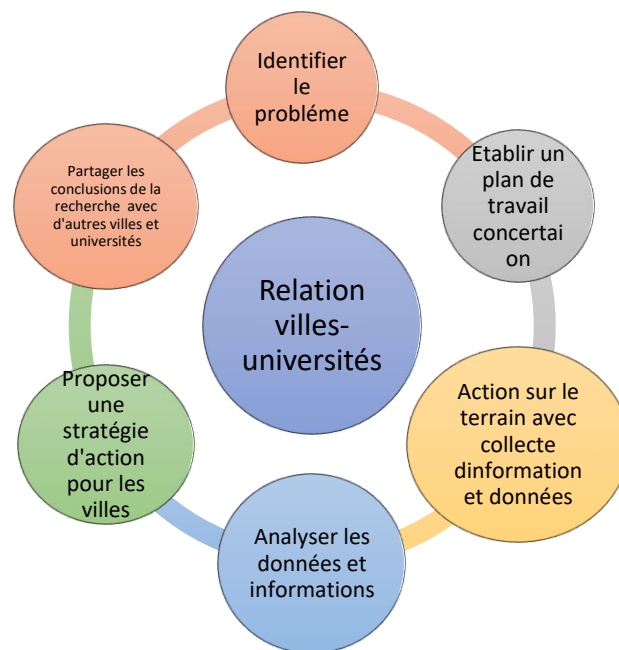 Identifier
le
probléme
Etablir un
plan de
travail
concertai
on
Action sur le
terrain avec
collecte
dinformation
et données
Analyser les
données et
informations
Proposer
une
stratégie
d'action
pour les
villes
Partager les
conclusions de la
recherche avec
d'autres villes et
universités
Relation
villes-
universités